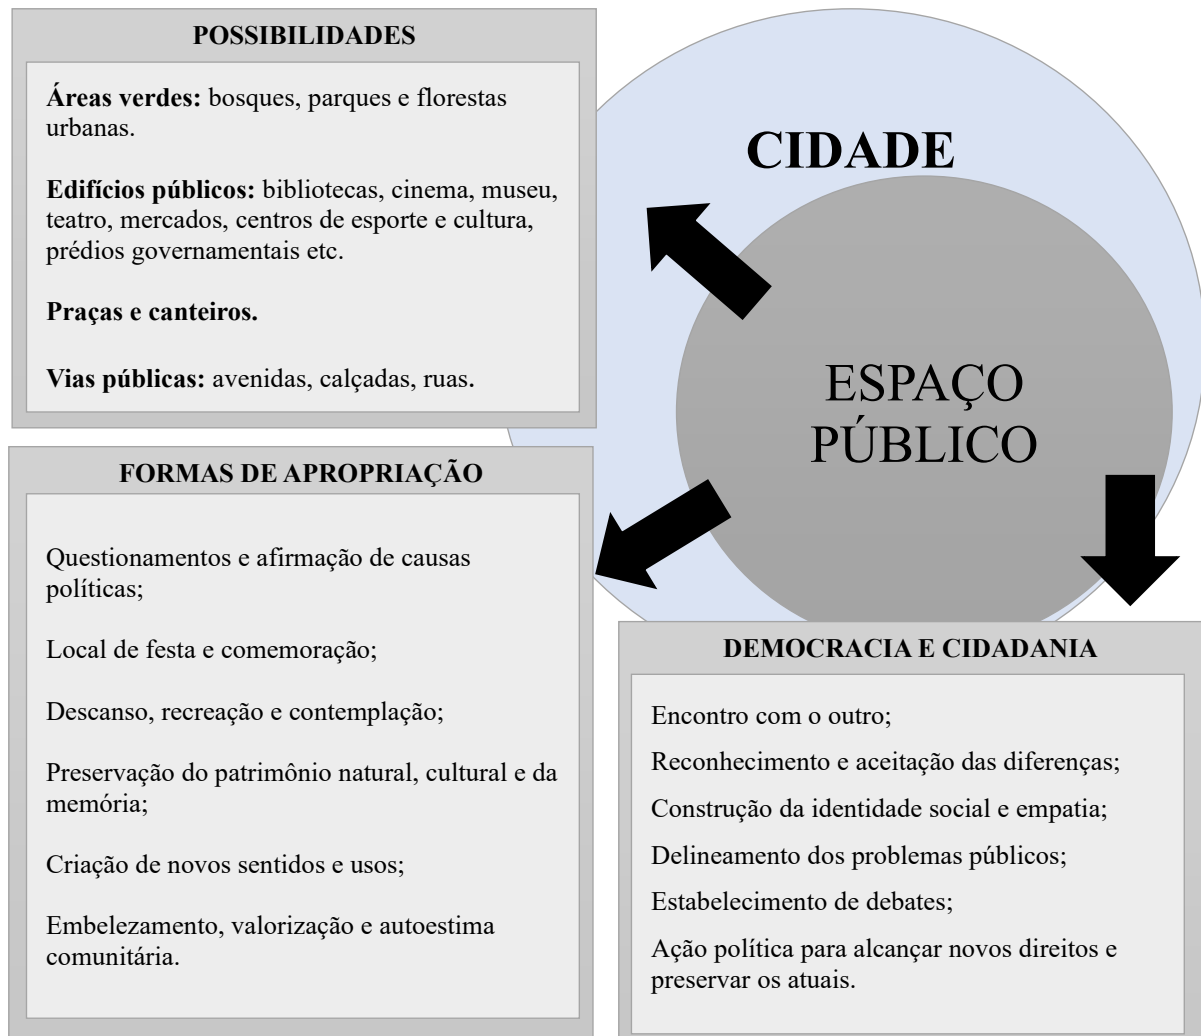 POSSIBILIDADES
Áreas verdes: bosques, parques e florestas
urbanas.
Edifícios públicos: bibliotecas, cinema, museu,
teatro, mercados, centros de esporte e cultura,
prédios governamentais etc.
Praças e canteiros.
Vias públicas: avenidas, calçadas, ruas.
CIDADE
ESPAÇO
PÚBLICO
FORMAS DE APROPRIAÇÃO
Questionamentos e afirmação de causas
políticas;
Local de festa e comemoração;
Descanso, recreação e contemplação;
Preservação do patrimônio natural, cultural e da
memória;
Criação de novos sentidos e usos;
Embelezamento, valorização e autoestima
comunitária.
DEMOCRACIA E CIDADANIA
Encontro com o outro;
Reconhecimento e aceitação das diferenças;
Construção da identidade social e empatia;
Delineamento dos problemas públicos;
Estabelecimento de debates;
Ação política para alcançar novos direitos e
preservar os atuais.